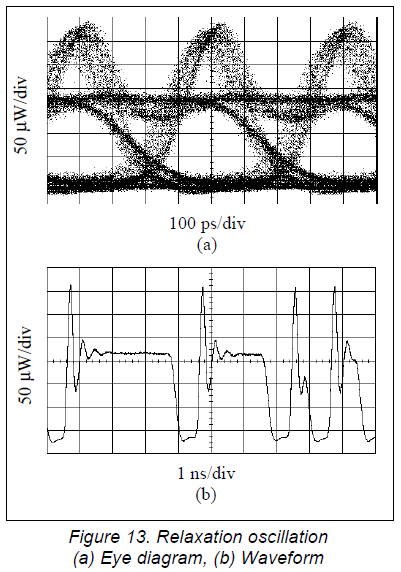 50 µW/div
100 ps/div
(a)
50 µW/div
1 ns/div
(b)
Figure 13. Relaxation oscillation
(a) Eye diagram, (b) Waveform